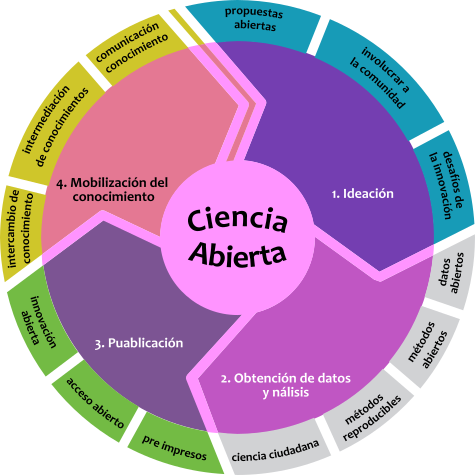 Ciencia
Abierta
1. Ideación
propuestas
abiertas
involucrar a
la comunidad
desafíos de
la innovación
2. Obtención de datos
y nálisis
datos
abiertos
métodos
abiertos
métodos
reproducibles
ciencia ciudadana
3. Puablicación
pre impresos
acceso abierto
innovación
abierta
4. Mobilización del
conocimiento
intercambio de
conocimiento
intermediación
de conocimientos
comunicación
conocimiento